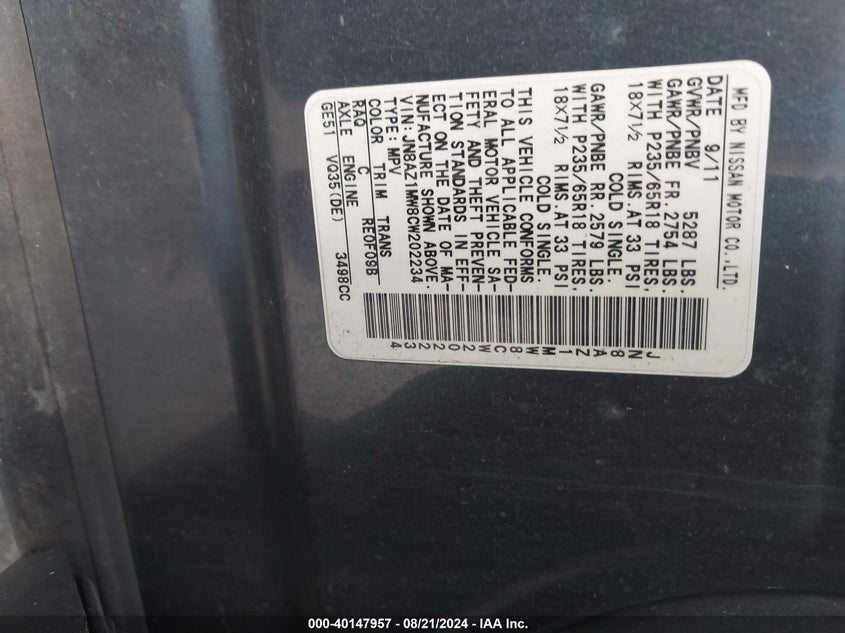 MFD BY NISSAN MOTOR CO.,LTD.
DATE 9/11
GVWR/PNBV 5287 LBS.
GAWR/PNBE FR. 2754 LBS.
WITH P235/65R18 TIRES,
18X7½ RIMS.AT 33 PSI
COLD SINGLE.
GAWR/PNBE RR. 2579 LBS.
WITH P235/65R18 TIRES,
18X7½ RIMS.AT 33 PSI
COLD SINGLE.
THIS VEHICLE CONFORMS
TO ALL APPLICABLE FED-
ERAL MOTOR VEHICLE SA-
FETY AND THEFT PREVEN-
TION STANDARDS IN EFF-
ECT ON THE DATE OF MA-
NUFACTURE SHOWN ABOVE.
VIN:JN8AZ1MW8CW202234
TYPE:MPV
COLOR TRIM TRANS
RAQ C RE0F09B
AXLE ENGINE
GE51 VQ35(DE) 3498CC
JN8AZ1MW8CW202234
000-40147957 - 08/21/2024 - IAA Inc.